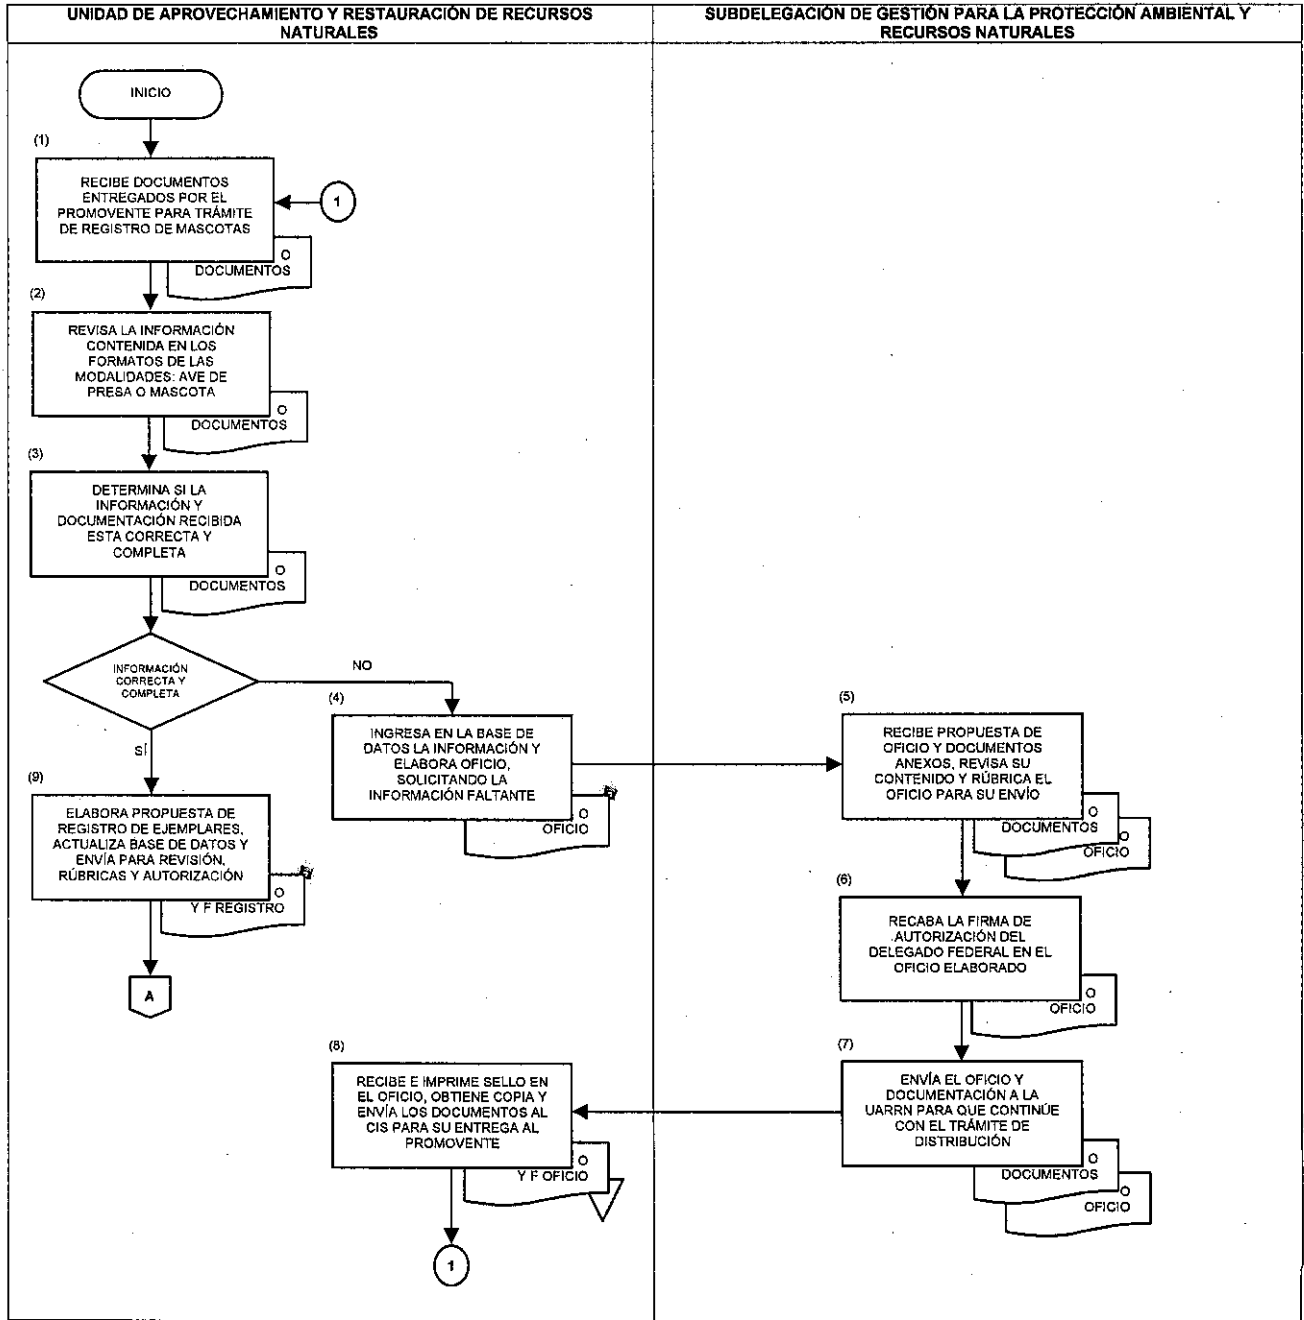 UNIDAD DE APROVECHAMIENTO Y RESTAURACIÓN DE RECURSOS
NATURALES
SUBDELEGACIÓN DE GESTIÓN PARA LA PROTECCIÓN AMBIENTAL Y
RECURSOS NATURALES
INICIO
(1)
RECIBE DOCUMENTOS
ENTREGADOS POR EL
PROMOVENTE PARA TRÁMITE
DE REGISTRO DE MASCOTAS
1
O
DOCUMENTOS
(2)
REVISA LA INFORMACIÓN
CONTENIDA EN LOS
FORMATOS DE LAS
MODALIDADES: AVE DE
PRESA O MASCOTA
O
DOCUMENTOS
(3)
DETERMINA SI LA
INFORMACIÓN Y
DOCUMENTACIÓN RECIBIDA
ESTA CORRECTA Y
COMPLETA
O
DOCUMENTOS
INFORMACIÓN
CORRECTA Y
COMPLETA
NO
SÍ
(4)
INGRESA EN LA BASE DE
DATOS LA INFORMACIÓN Y
ELABORA OFICIO,
SOLICITANDO LA
INFORMACIÓN FALTANTE
O
OFICIO
(5)
RECIBE PROPUESTA DE
OFICIO Y DOCUMENTOS
ANEXOS, REVISA SU
CONTENIDO Y RÚBRICA EL
OFICIO PARA SU ENVÍO
O
DOCUMENTOS
O
OFICIO
(9)
ELABORA PROPUESTA DE
REGISTRO DE EJEMPLARES,
ACTUALIZA BASE DE DATOS Y
ENVÍA PARA REVISIÓN,
RÚBRICAS Y AUTORIZACIÓN
O
Y F REGISTRO
A
(6)
RECABA LA FIRMA DE
AUTORIZACIÓN DEL
DELEGADO FEDERAL EN EL
OFICIO ELABORADO
O
OFICIO
(8)
RECIBE E IMPRIME SELLO EN
EL OFICIO, OBTIENE COPIA Y
ENVÍA LOS DOCUMENTOS AL
CIS PARA SU ENTREGA AL
PROMOVENTE
O
Y F OFICIO
1
(7)
ENVÍA EL OFICIO Y
DOCUMENTACIÓN A LA
UARRN PARA QUE CONTINÚE
CON EL TRÁMITE DE
DISTRIBUCIÓN
O
DOCUMENTOS
O
OFICIO